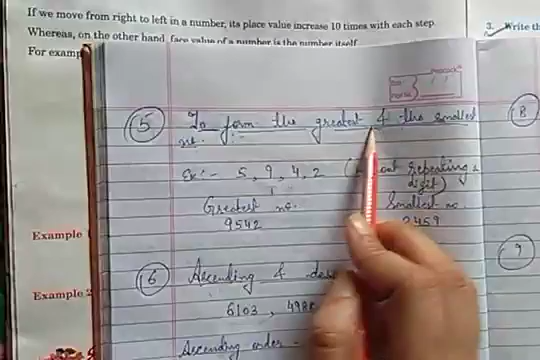 If we move from right to left in a number, its place value increase 10 times with each step.
Whereas, on the other hand, face value of a number is the number itself
For examp
3. Write th
5 To form the greatest & the smallest
no. :-
ex:- 5, 9, 4, 2 ( repeating
digit)
Greatest no. Smallest no.
9542 2459
Example
6 Ascending &
Example 2
6103 ,
Ascending order -
8
9